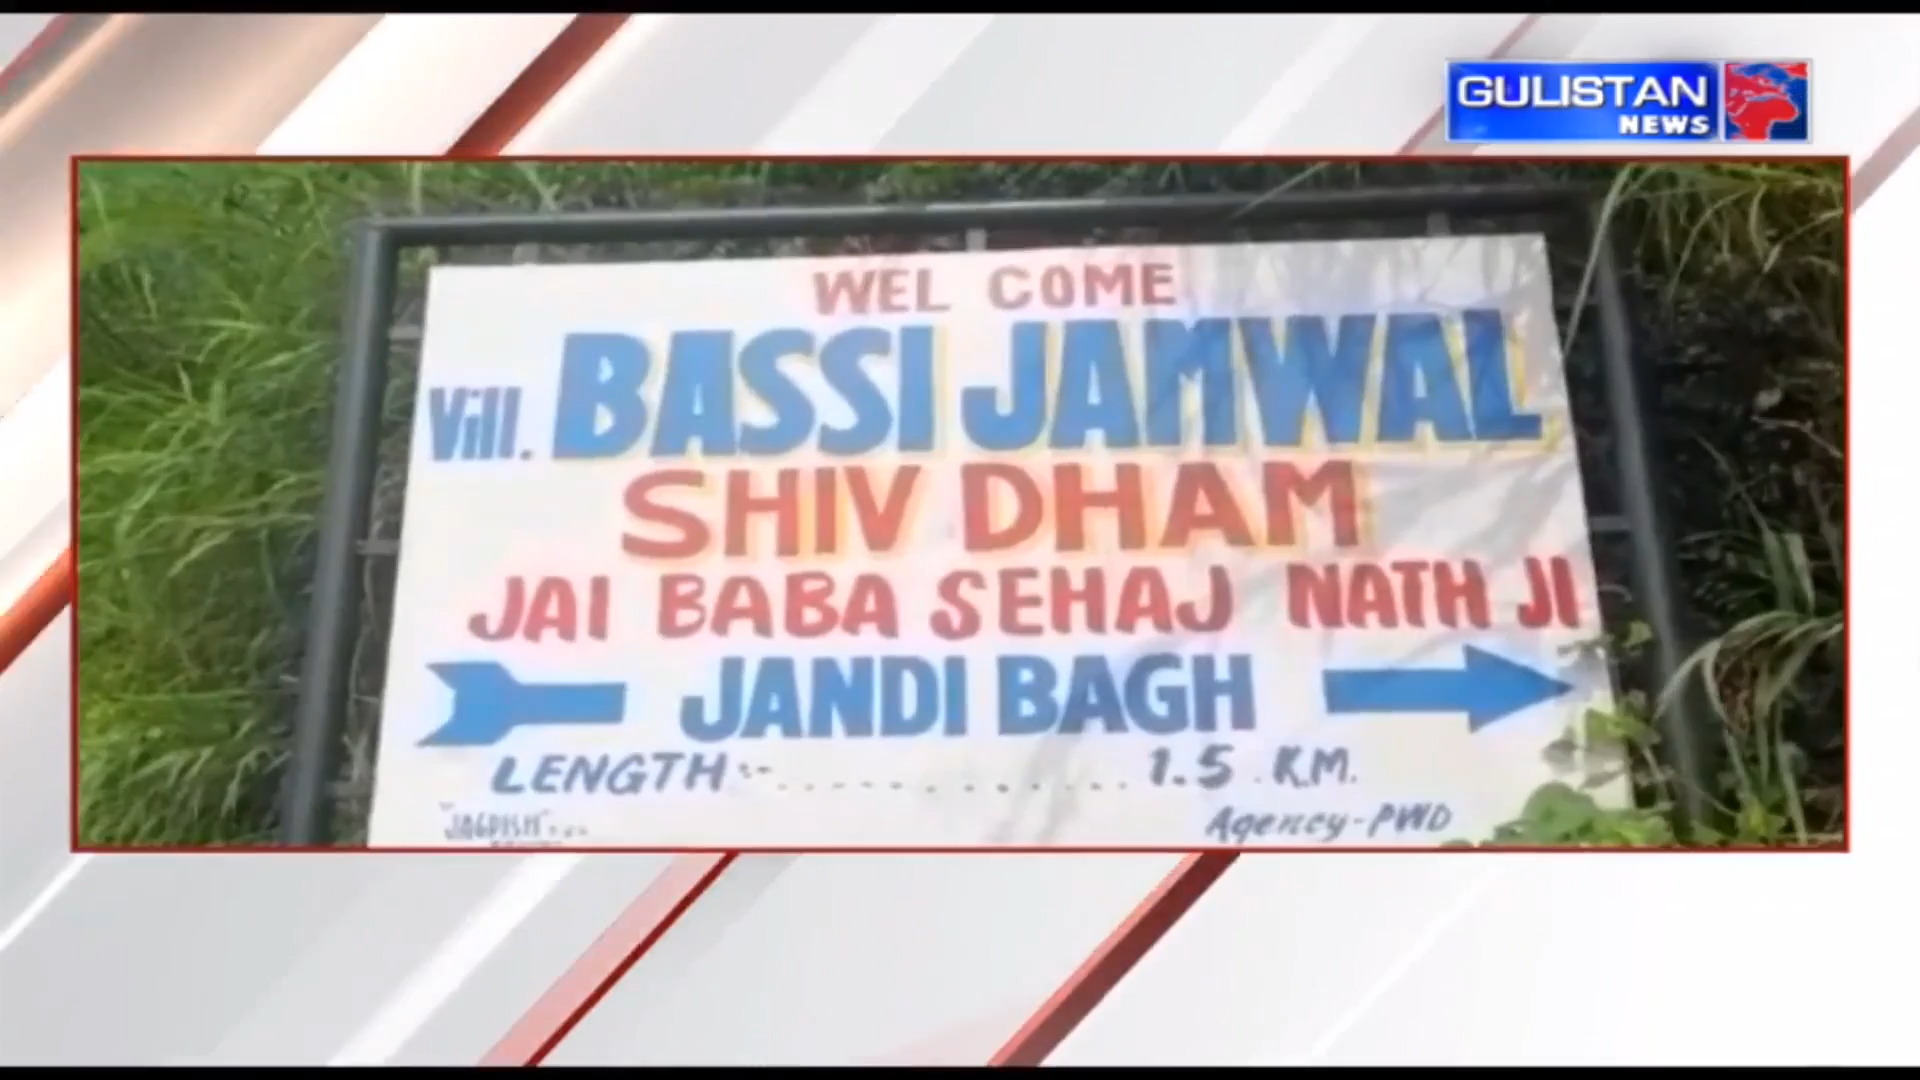 GULISTAN
NEWS
WEL COME
Vill. BASSI JAMWAL
SHIV DHAM
JAI BABA SEHAJ NATH JI
JANDI BAGH
LENGTH:-............1.5 K.M.
"JAGDISH"...
Agency-PWD